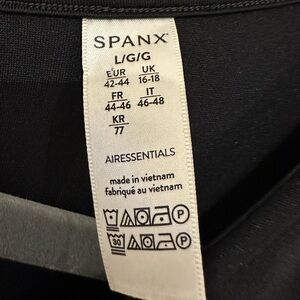 SPANX
L/G/G
EUR UK
42-44 16-18
FR IT
44-46 46-48
KR
77
AIRESSENTIALS
made in vietnam
fabriqué au vietnam
P
30 P